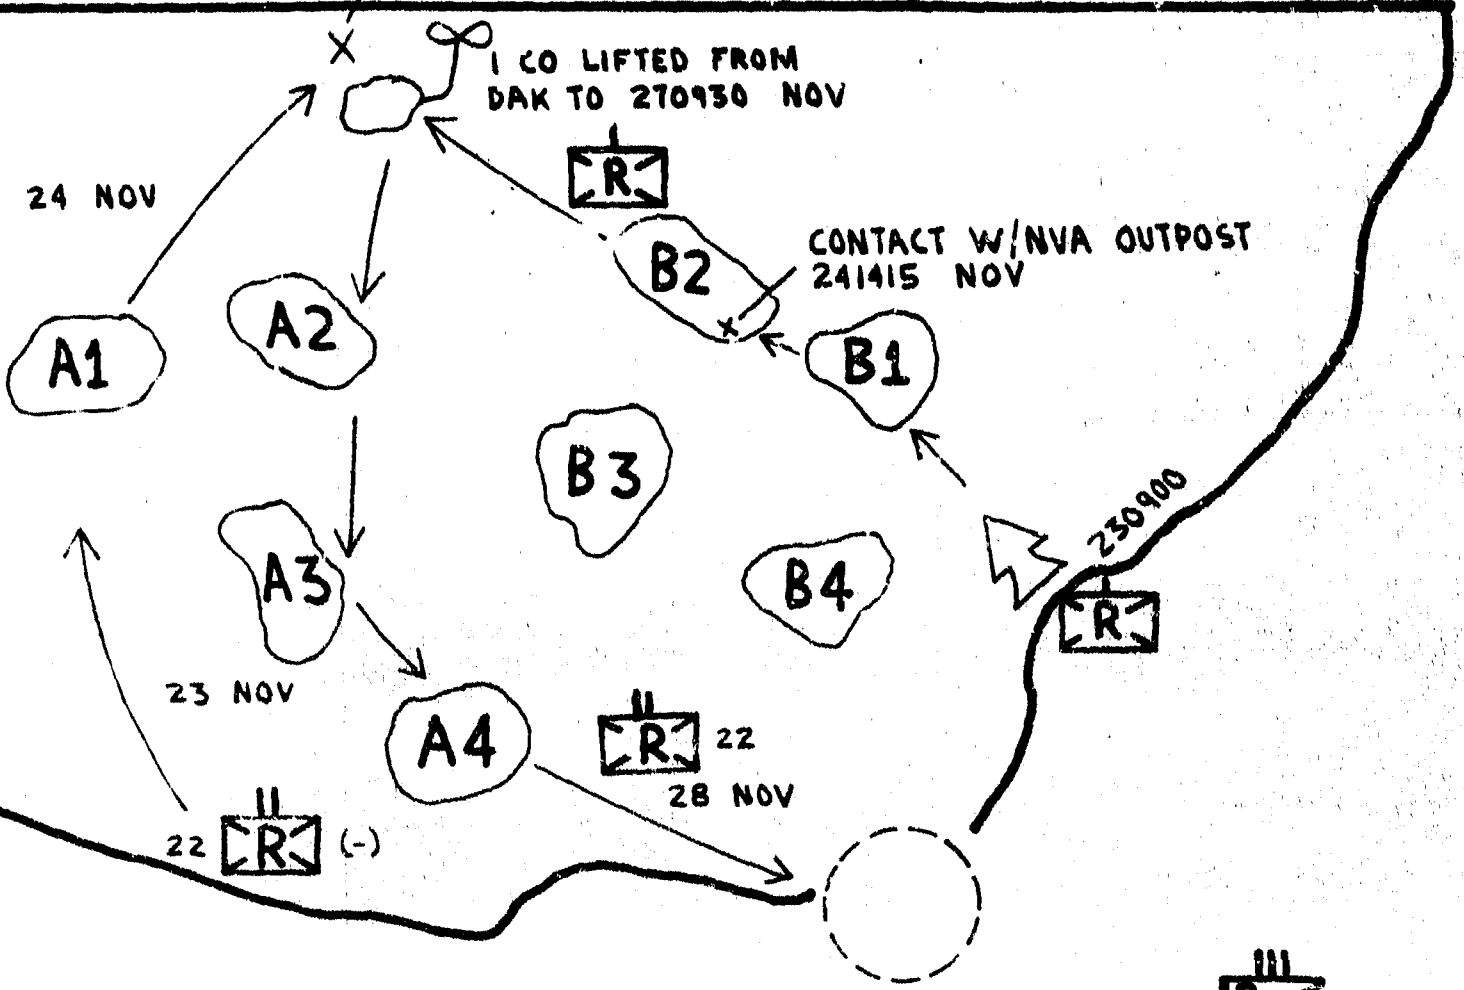 1 CO LIFTED FROM
DAK TO 270930 NOV
R
24 NOV
CONTACT W/NVA OUTPOST
241415 NOV
B2
A2
A1
B1
B3
230900
A3
B4
R
23 NOV
A4
R 22
28 NOV
22 R (-)